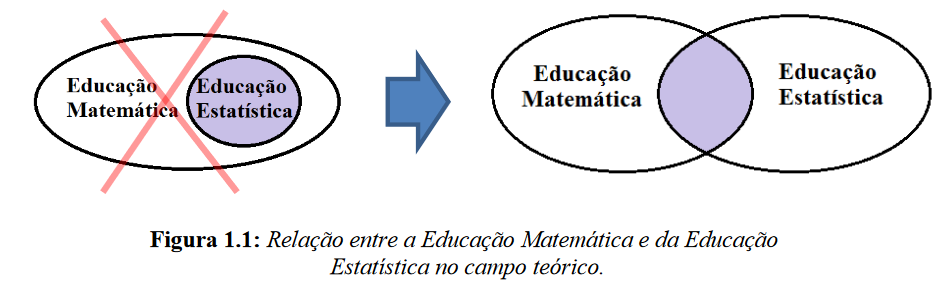 Educação
Matemática
Educação
Estatística
Educação
Matemática
Educação
Estatística
Figura 1.1: Relação entre a Educação Matemática e da Educação
Estatística no campo teórico.